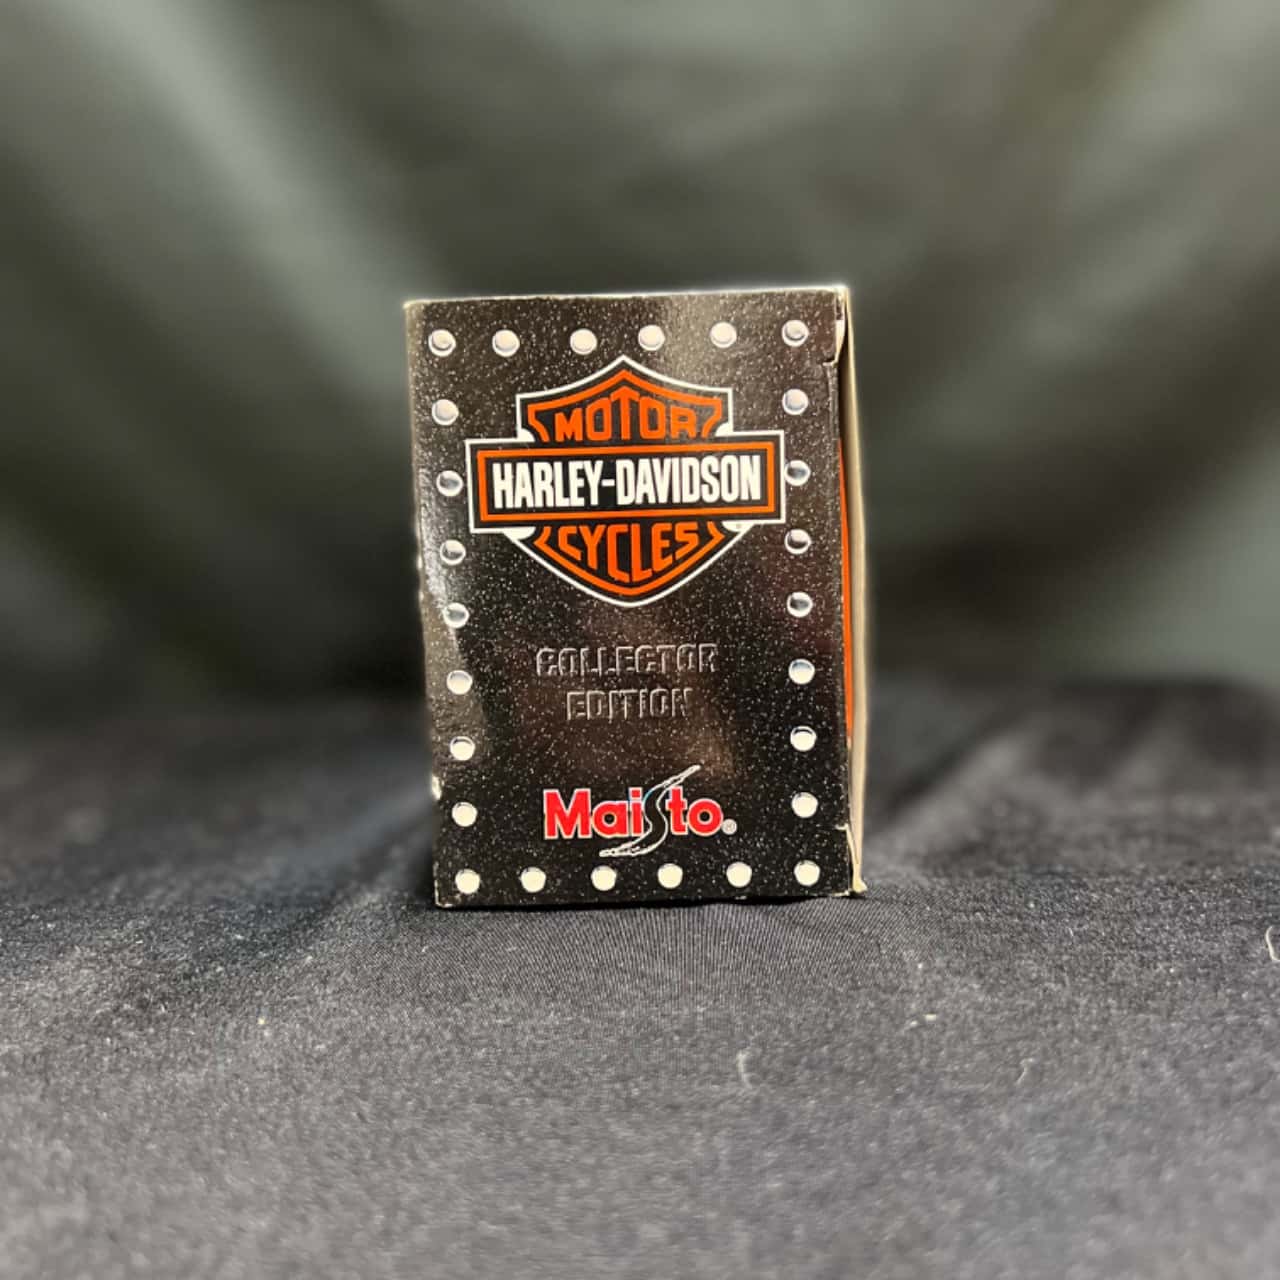 MOTOR
HARLEY-DAVIDSON
CYCLES
COLLECTOR
EDITION
Maisto®